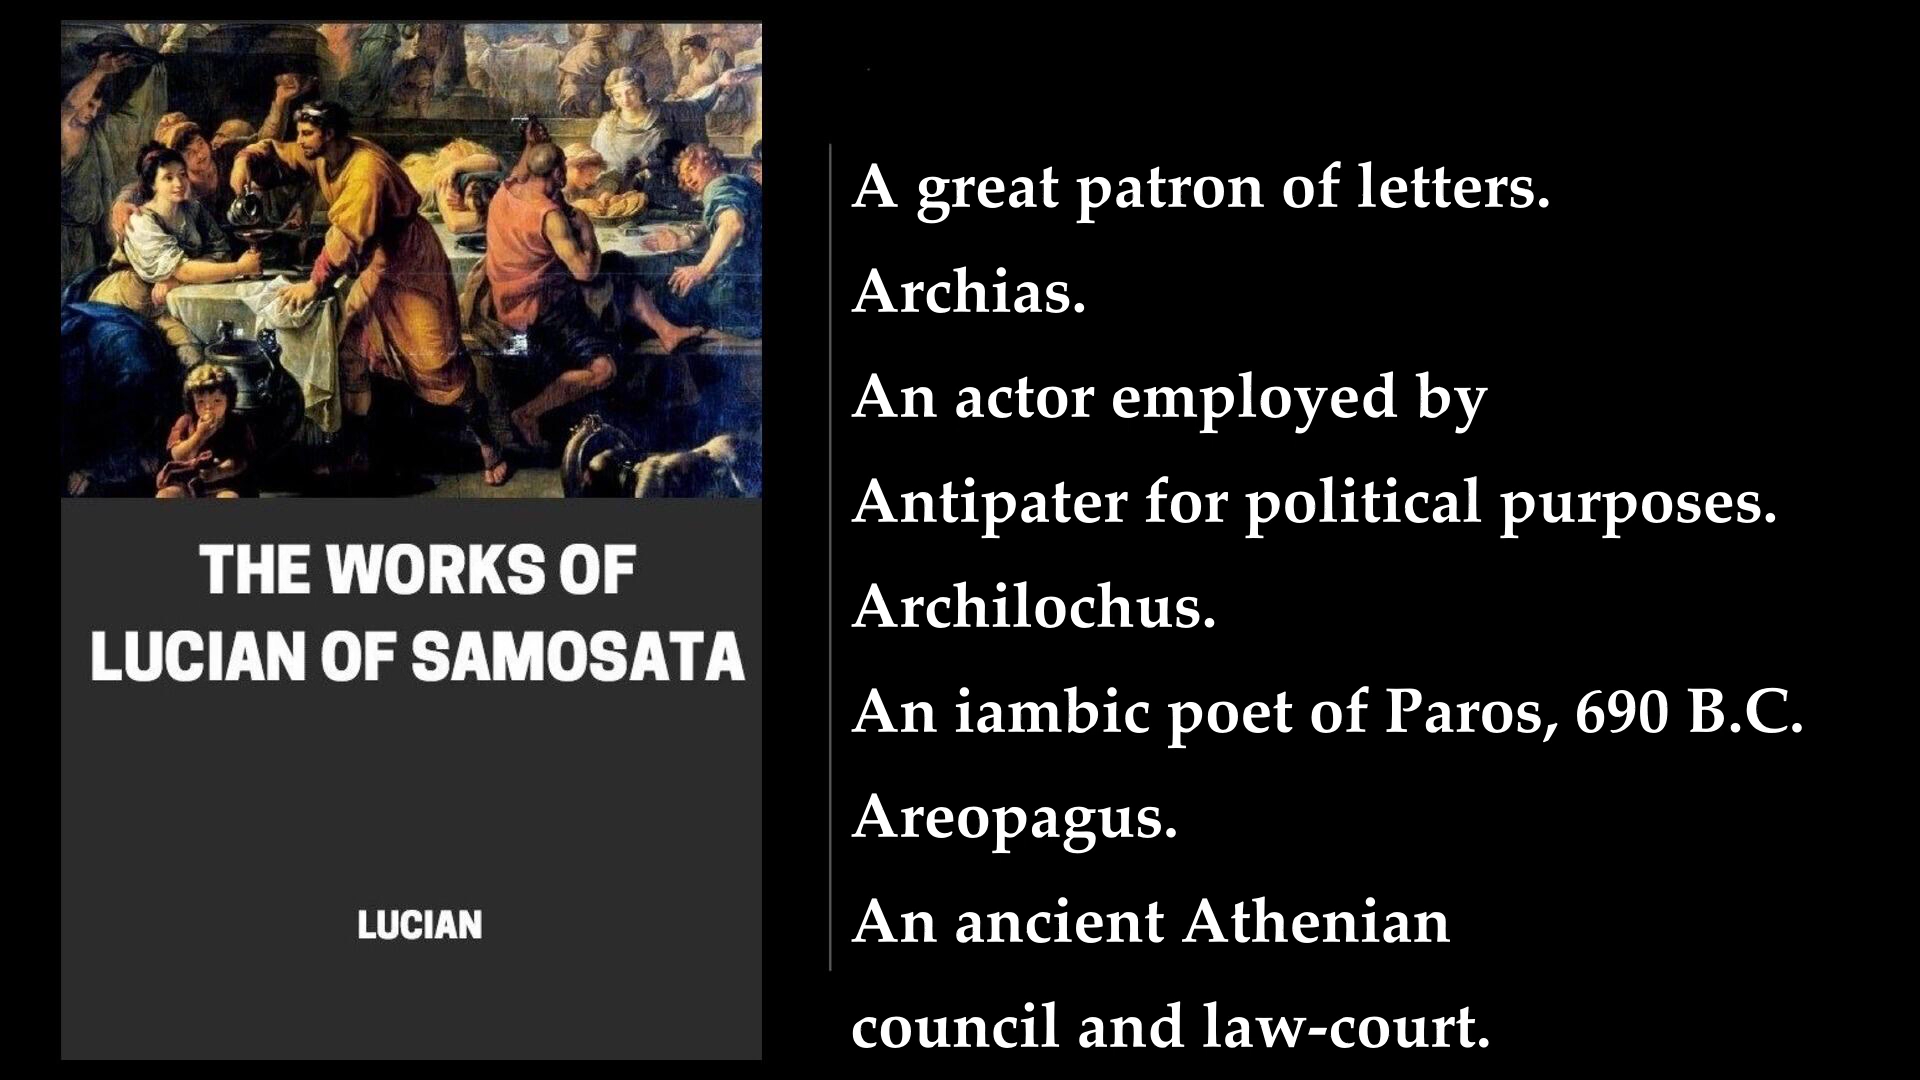 THE WORKS OF
LUCIAN OF SAMOSATA
LUCIAN
A great patron of letters.
Archias.
An actor employed by
Antipater for political purposes.
Archilochus.
An iambic poet of Paros, 690 B.C.
Areopagus.
An ancient Athenian
council and law-court.